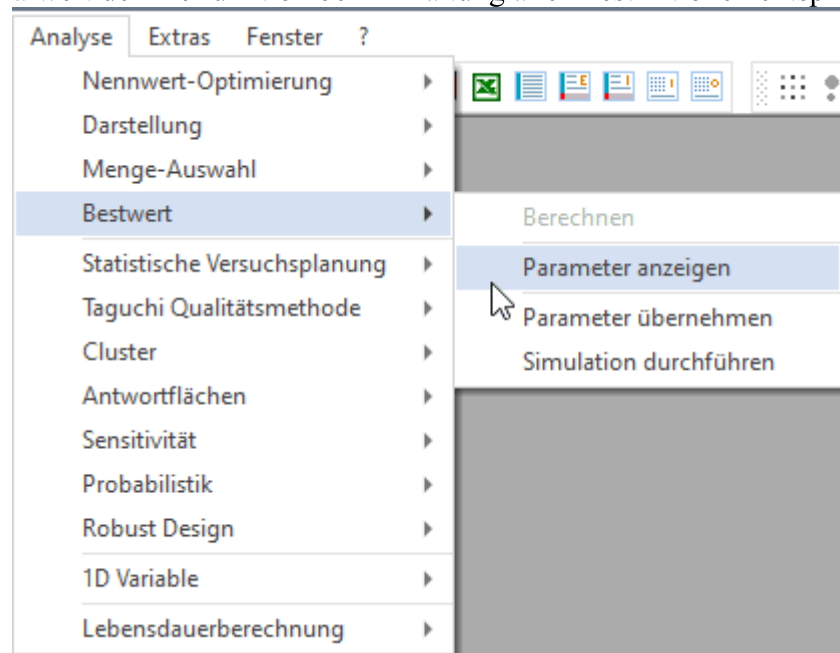 Analyse Extras Fenster ?
Nennwert-Optimierung
Darstellung
Menge-Auswahl
Bestwert
Berechnen
Statistische Versuchsplanung
Parameter anzeigen
Taguchi Qualitätsmethode
Parameter übernehmen
Cluster
Simulation durchführen
Antwortflächen
Sensitivität
Probabilistik
Robust Design
1D Variable
Lebensdauerberechnung